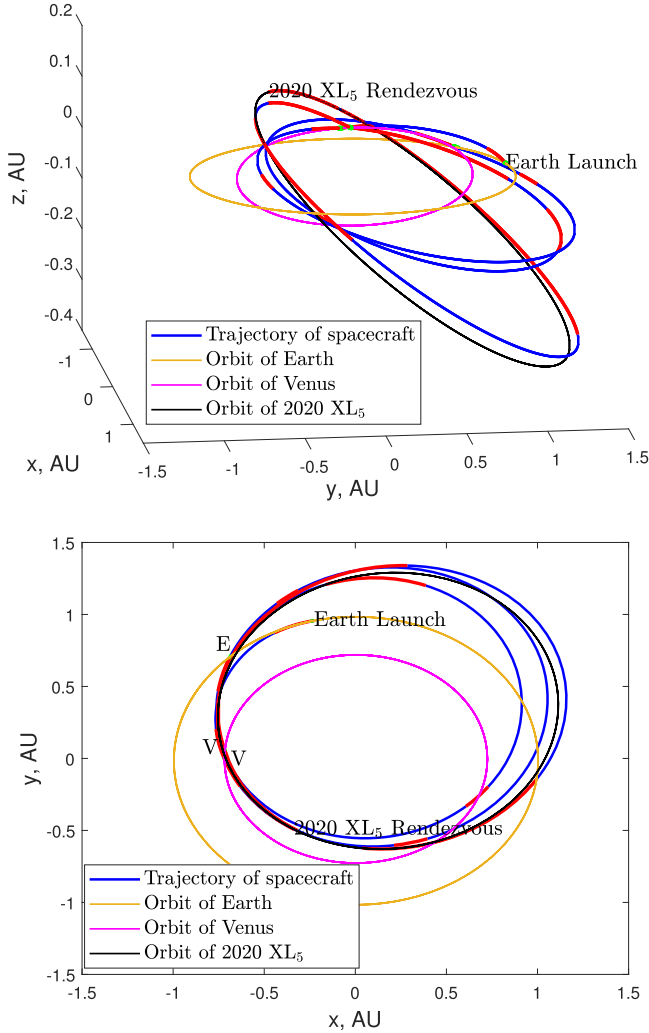 0.2
0.1
0
-0.1
-0.2
-0.3
-0.4
z, AU
2020 XL₅ Rendezvous
Earth Launch
Trajectory of spacecraft
Orbit of Earth
Orbit of Venus
Orbit of 2020 XL₅
-1
0
1
x, AU
-1.5
-1
-0.5
0
0.5
1
1.5
y, AU
1.5
1
0.5
0
-0.5
-1
-1.5
y, AU
Earth Launch
E
V
V
2020 XL₅ Rendezvous
Trajectory of spacecraft
Orbit of Earth
Orbit of Venus
Orbit of 2020 XL₅
-1.5
-1
-0.5
0
0.5
1
1.5
x, AU